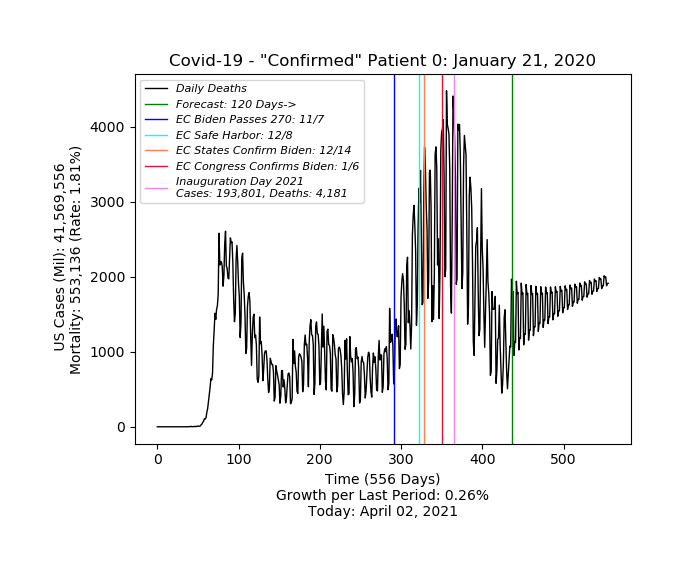 Covid-19 - "Confirmed" Patient 0: January 21, 2020
Daily Deaths
Forecast: 120 Days->
EC Biden Passes 270: 11/7
EC Safe Harbor: 12/8
EC States Confirm Biden: 12/14
EC Congress Confirms Biden: 1/6
Inauguration Day 2021
Cases: 193,801, Deaths: 4,181
US Cases (Mil): 41,569,556
Mortality: 553,136 (Rate: 1.81%)
4000
3000
2000
1000
0
0 100 200 300 400 500
Time (556 Days)
Growth per Last Period: 0.26%
Today: April 02, 2021